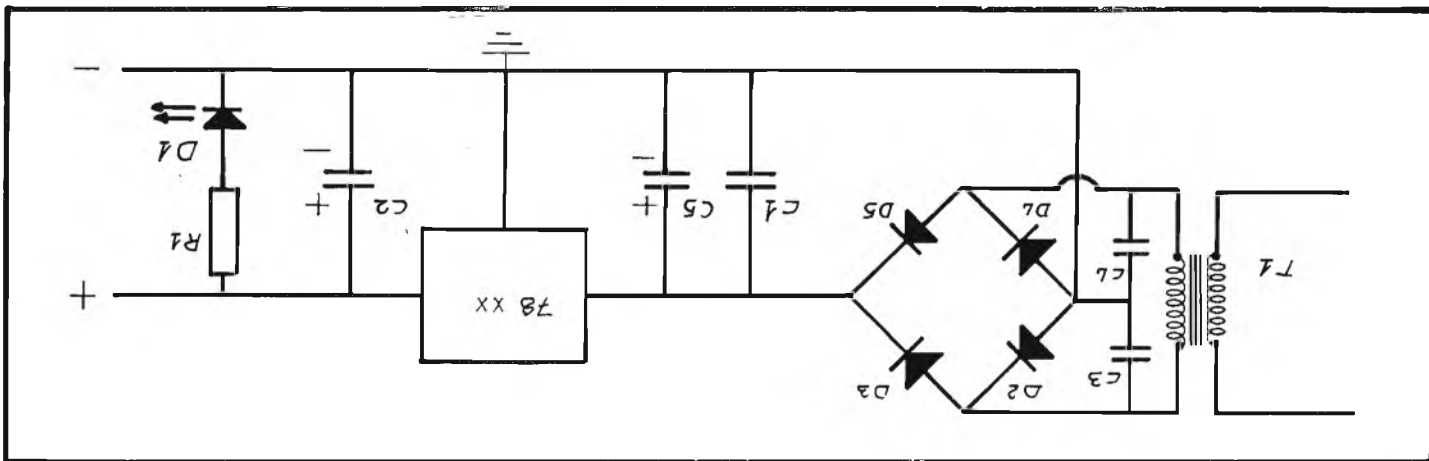 C3
D2
D3
78 xx
+
C4
T1
R1
D4
D5
C1
C5 +
C2 +
-
-
D1
-